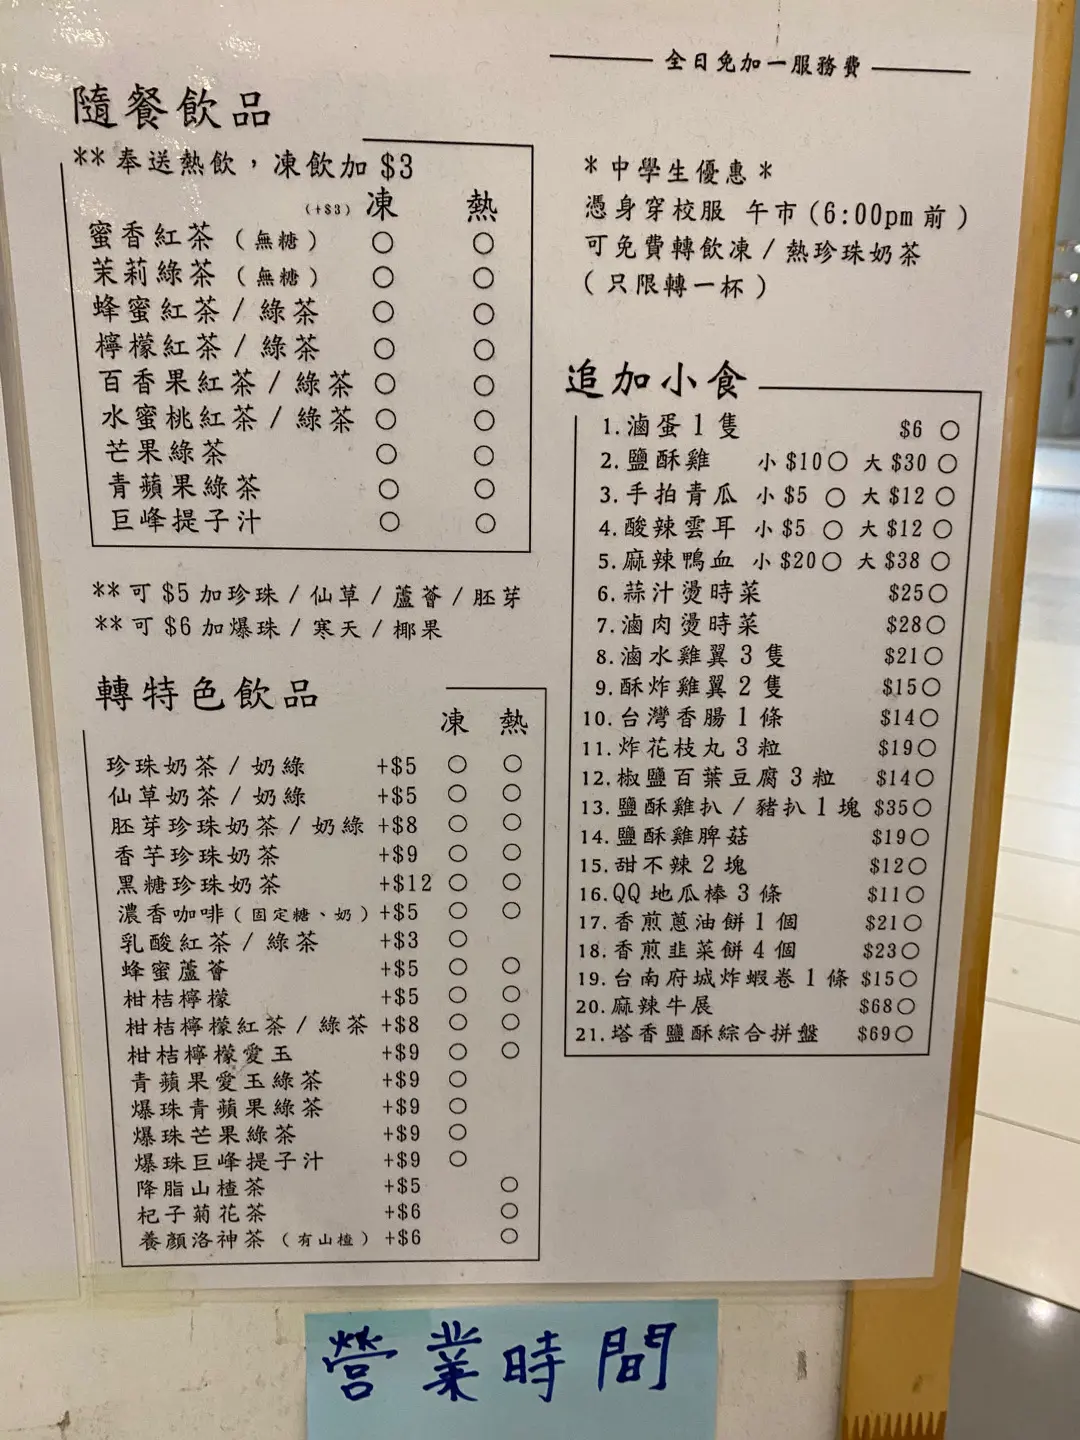 全日免加一服務費
隨餐飲品
**奉送熱飲，凍飲加 $3
(+$3) 凍 熱
蜜香紅茶 (無糖) ○ ○
茉莉綠茶 (無糖) ○ ○
蜂蜜紅茶 / 綠茶 ○ ○
檸檬紅茶 / 綠茶 ○ ○
百香果紅茶 / 綠茶 ○ ○
水蜜桃紅茶 / 綠茶 ○ ○
芒果綠茶 ○ ○
青蘋果綠茶 ○ ○
巨峰提子汁 ○ ○
**可 $5 加珍珠 / 仙草 / 蘆薈 / 胚芽
**可 $6 加爆珠 / 寒天 / 椰果
轉特色飲品
凍 熱
珍珠奶茶 / 奶綠 +$5 ○ ○
仙草奶茶 / 奶綠 +$5 ○ ○
胚芽珍珠奶茶 / 奶綠 +$8 ○ ○
香芋珍珠奶茶 +$9 ○ ○
黑糖珍珠奶茶 +$12 ○ ○
濃香咖啡 (固定糖、奶) +$5 ○ ○
乳酸紅茶 / 綠茶 +$3 ○
蜂蜜蘆薈 +$5 ○ ○
柑桔檸檬 +$5 ○ ○
柑桔檸檬紅茶 / 綠茶 +$8 ○ ○
柑桔檸檬愛玉 +$9 ○ ○
青蘋果愛玉綠茶 +$9 ○
爆珠青蘋果綠茶 +$9 ○
爆珠芒果綠茶 +$9 ○
爆珠巨峰提子汁 +$9 ○
降脂山楂茶 +$5 ○
杞子菊花茶 +$6 ○
養顏洛神茶 (有山楂) +$6 ○
*中學生優惠*
憑身穿校服 午市 (6:00pm 前)
可免費轉飲凍 / 熱珍珠奶茶
(只限轉一杯)
追加小食
1.滷蛋 1 隻 $6 ○
2.鹽酥雞 小 $10○ 大 $30 ○
3.手拍青瓜 小 $5 ○ 大 $12 ○
4.酸辣雲耳 小 $5 ○ 大 $12 ○
5.麻辣鴨血 小 $20○ 大 $38 ○
6.蒜汁燙時菜 $25○
7.滷肉燙時菜 $28○
8.滷水雞翼 3 隻 $21○
9.酥炸雞翼 2 隻 $15○
10.台灣香腸 1 條 $14○
11.炸花枝丸 3 粒 $19○
12.椒鹽百葉豆腐 3 粒 $14○
13.鹽酥雞扒 / 豬扒 1 塊 $35○
14.鹽酥雞脾菇 $19○
15.甜不辣 2 塊 $12○
16.QQ 地瓜棒 3 條 $11○
17.香煎蔥油餅 1 個 $21○
18.香煎韭菜餅 4 個 $23○
19.台南府城炸蝦卷 1 條 $15○
20.麻辣牛展 $68○
21.塔香鹽酥綜合拼盤 $69○
營業時間